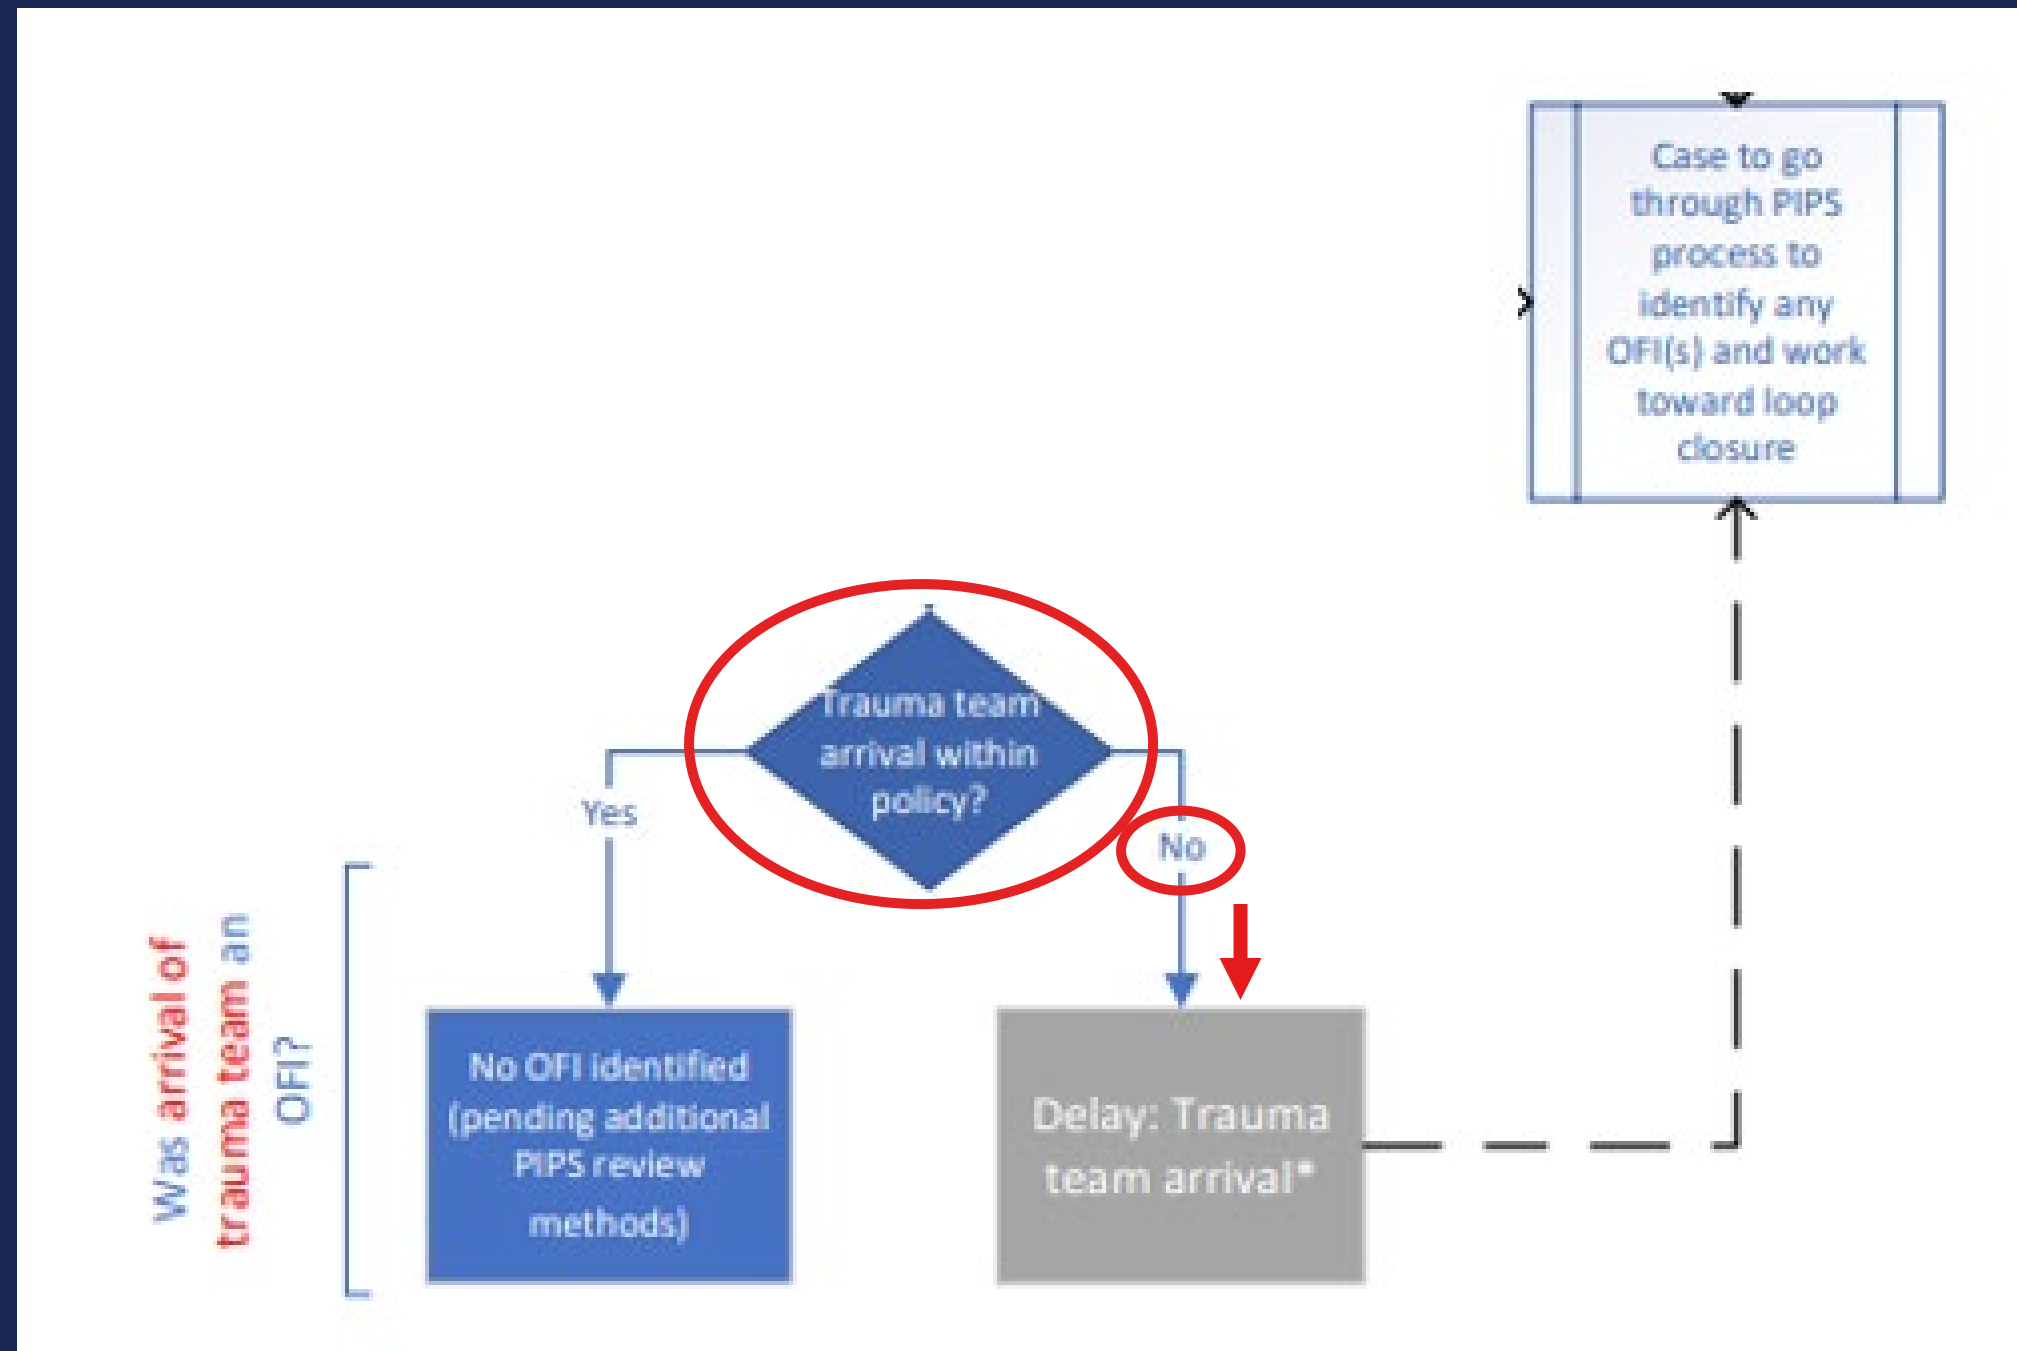 Case to go
through PIPS
process to
identify any
OFI(s) and work
toward loop
closure
Trauma team
arrival within
policy?
Yes
No
Was arrival of
trauma team an
OFI?
No OFI identified
(pending additional
PIPS review
methods)
Delay: Trauma
team arrival*